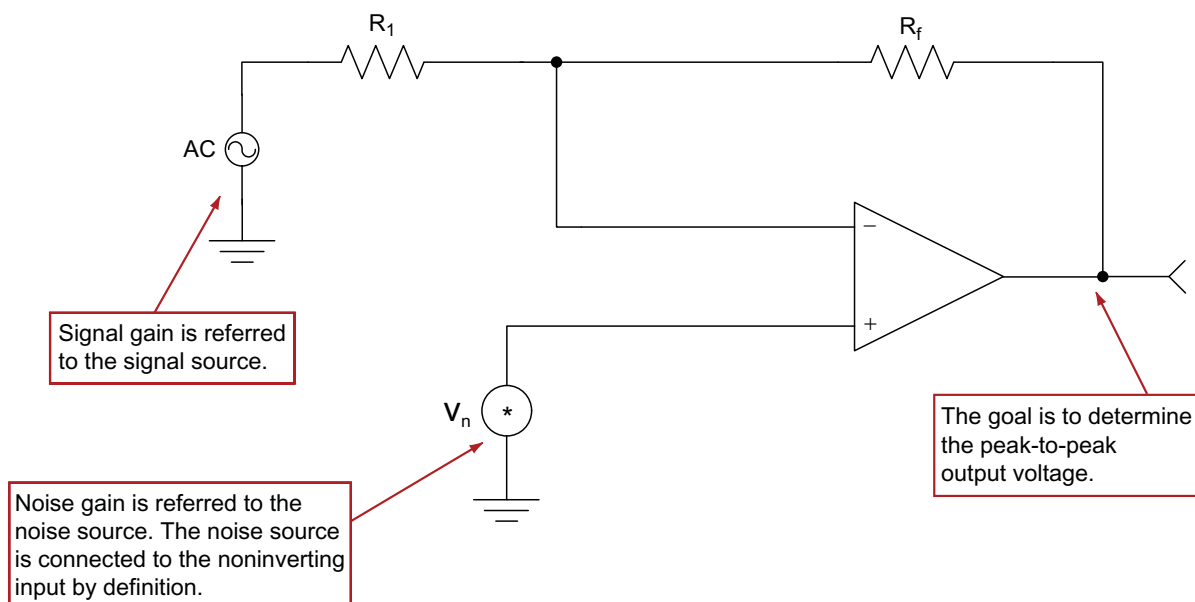 R1
Rf
AC
−
+
Signal gain is referred
to the signal source.
Vn
*
The goal is to determine
the peak-to-peak
output voltage.
Noise gain is referred to the
noise source. The noise source
is connected to the noninverting
input by definition.